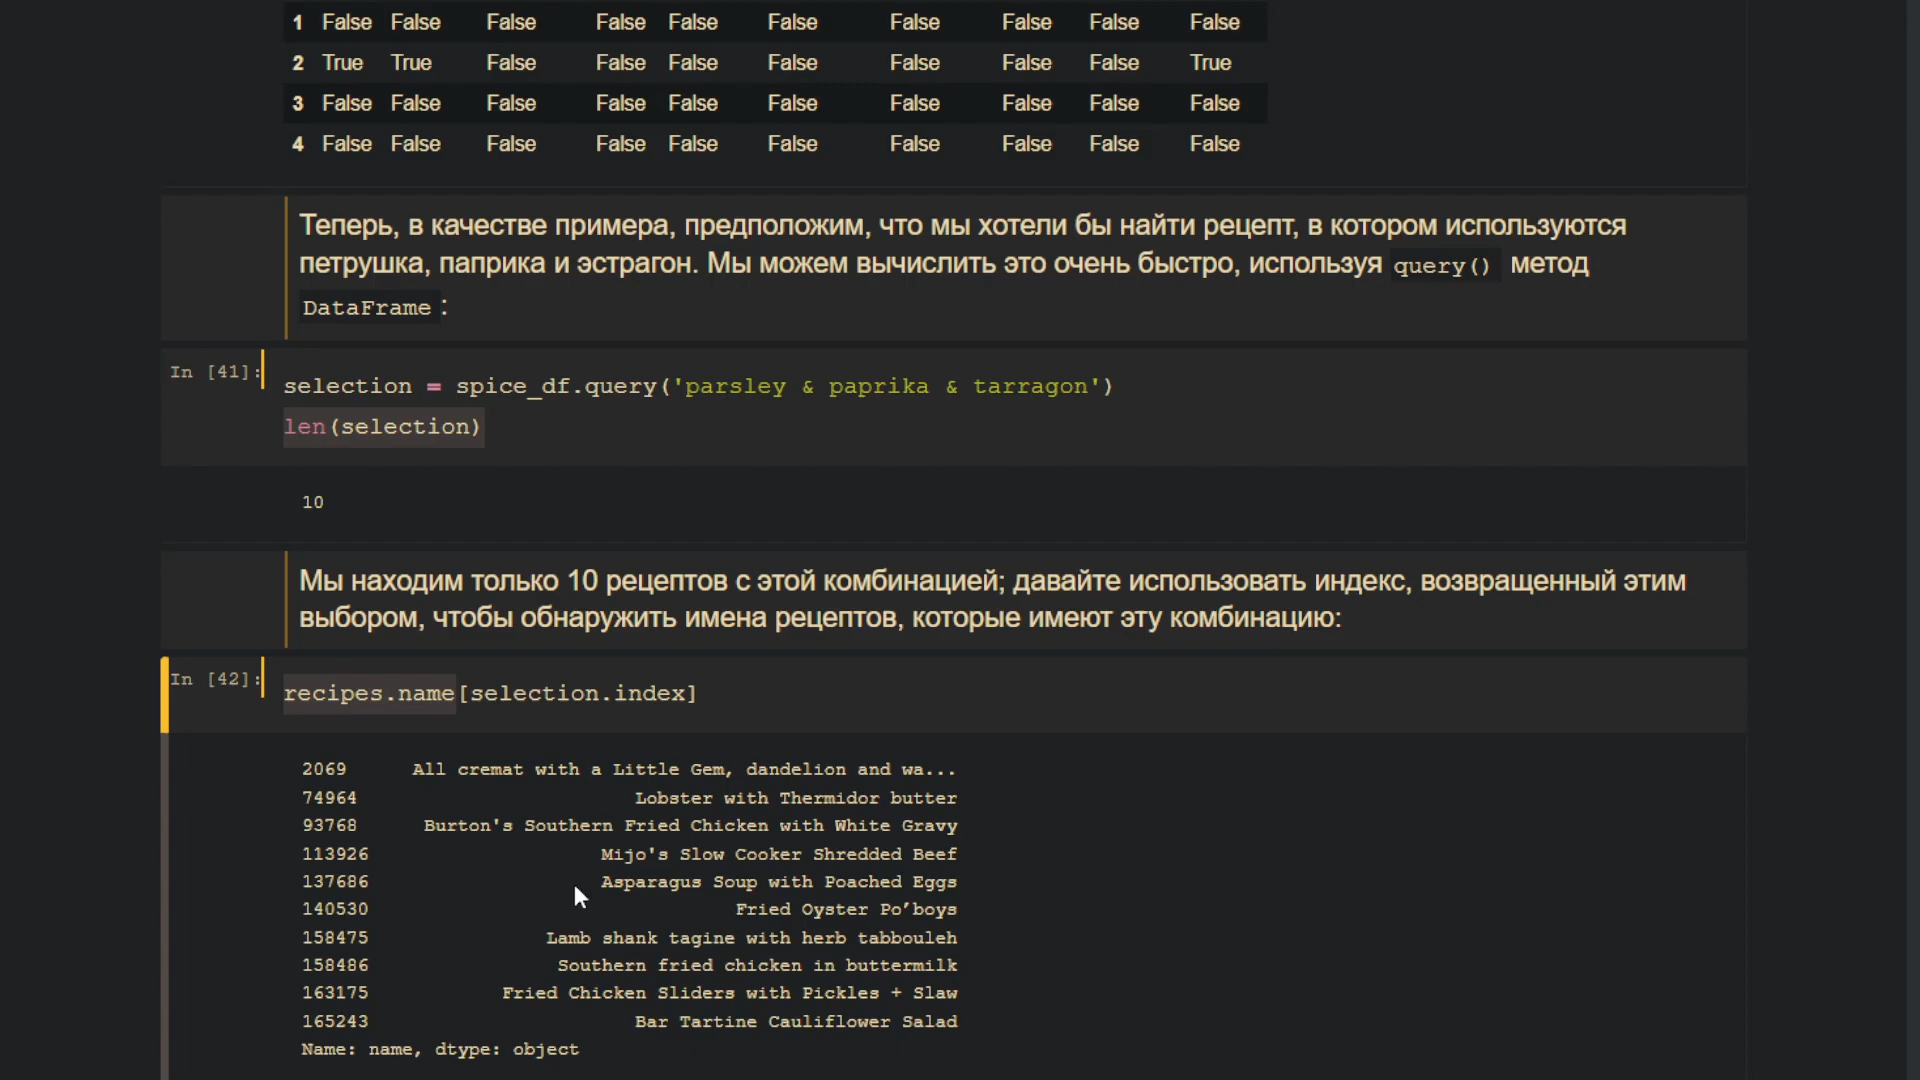 1 False False False False False False False False False False
2 True True False False False False False False False True
3 False False False False False False False False False False
4 False False False False False False False False False False
Теперь, в качестве примера, предположим, что мы хотели бы найти рецепт, в котором используются
петрушка, паприка и эстрагон. Мы можем вычислить это очень быстро, используя query() метод
DataFrame :
In [41]:
selection = spice_df.query('parsley & paprika & tarragon')
len(selection)
10
Мы находим только 10 рецептов с этой комбинацией; давайте использовать индекс, возвращенный этим
выбором, чтобы обнаружить имена рецептов, которые имеют эту комбинацию:
In [42]:
recipes.name[selection.index]
2069 All cremat with a Little Gem, dandelion and wa...
74964 Lobster with Thermidor butter
93768 Burton's Southern Fried Chicken with White Gravy
113926 Mijo's Slow Cooker Shredded Beef
137686 Asparagus Soup with Poached Eggs
140530 Fried Oyster Po’boys
158475 Lamb shank tagine with herb tabbouleh
158486 Southern fried chicken in buttermilk
163175 Fried Chicken Sliders with Pickles + Slaw
165243 Bar Tartine Cauliflower Salad
Name: name, dtype: object